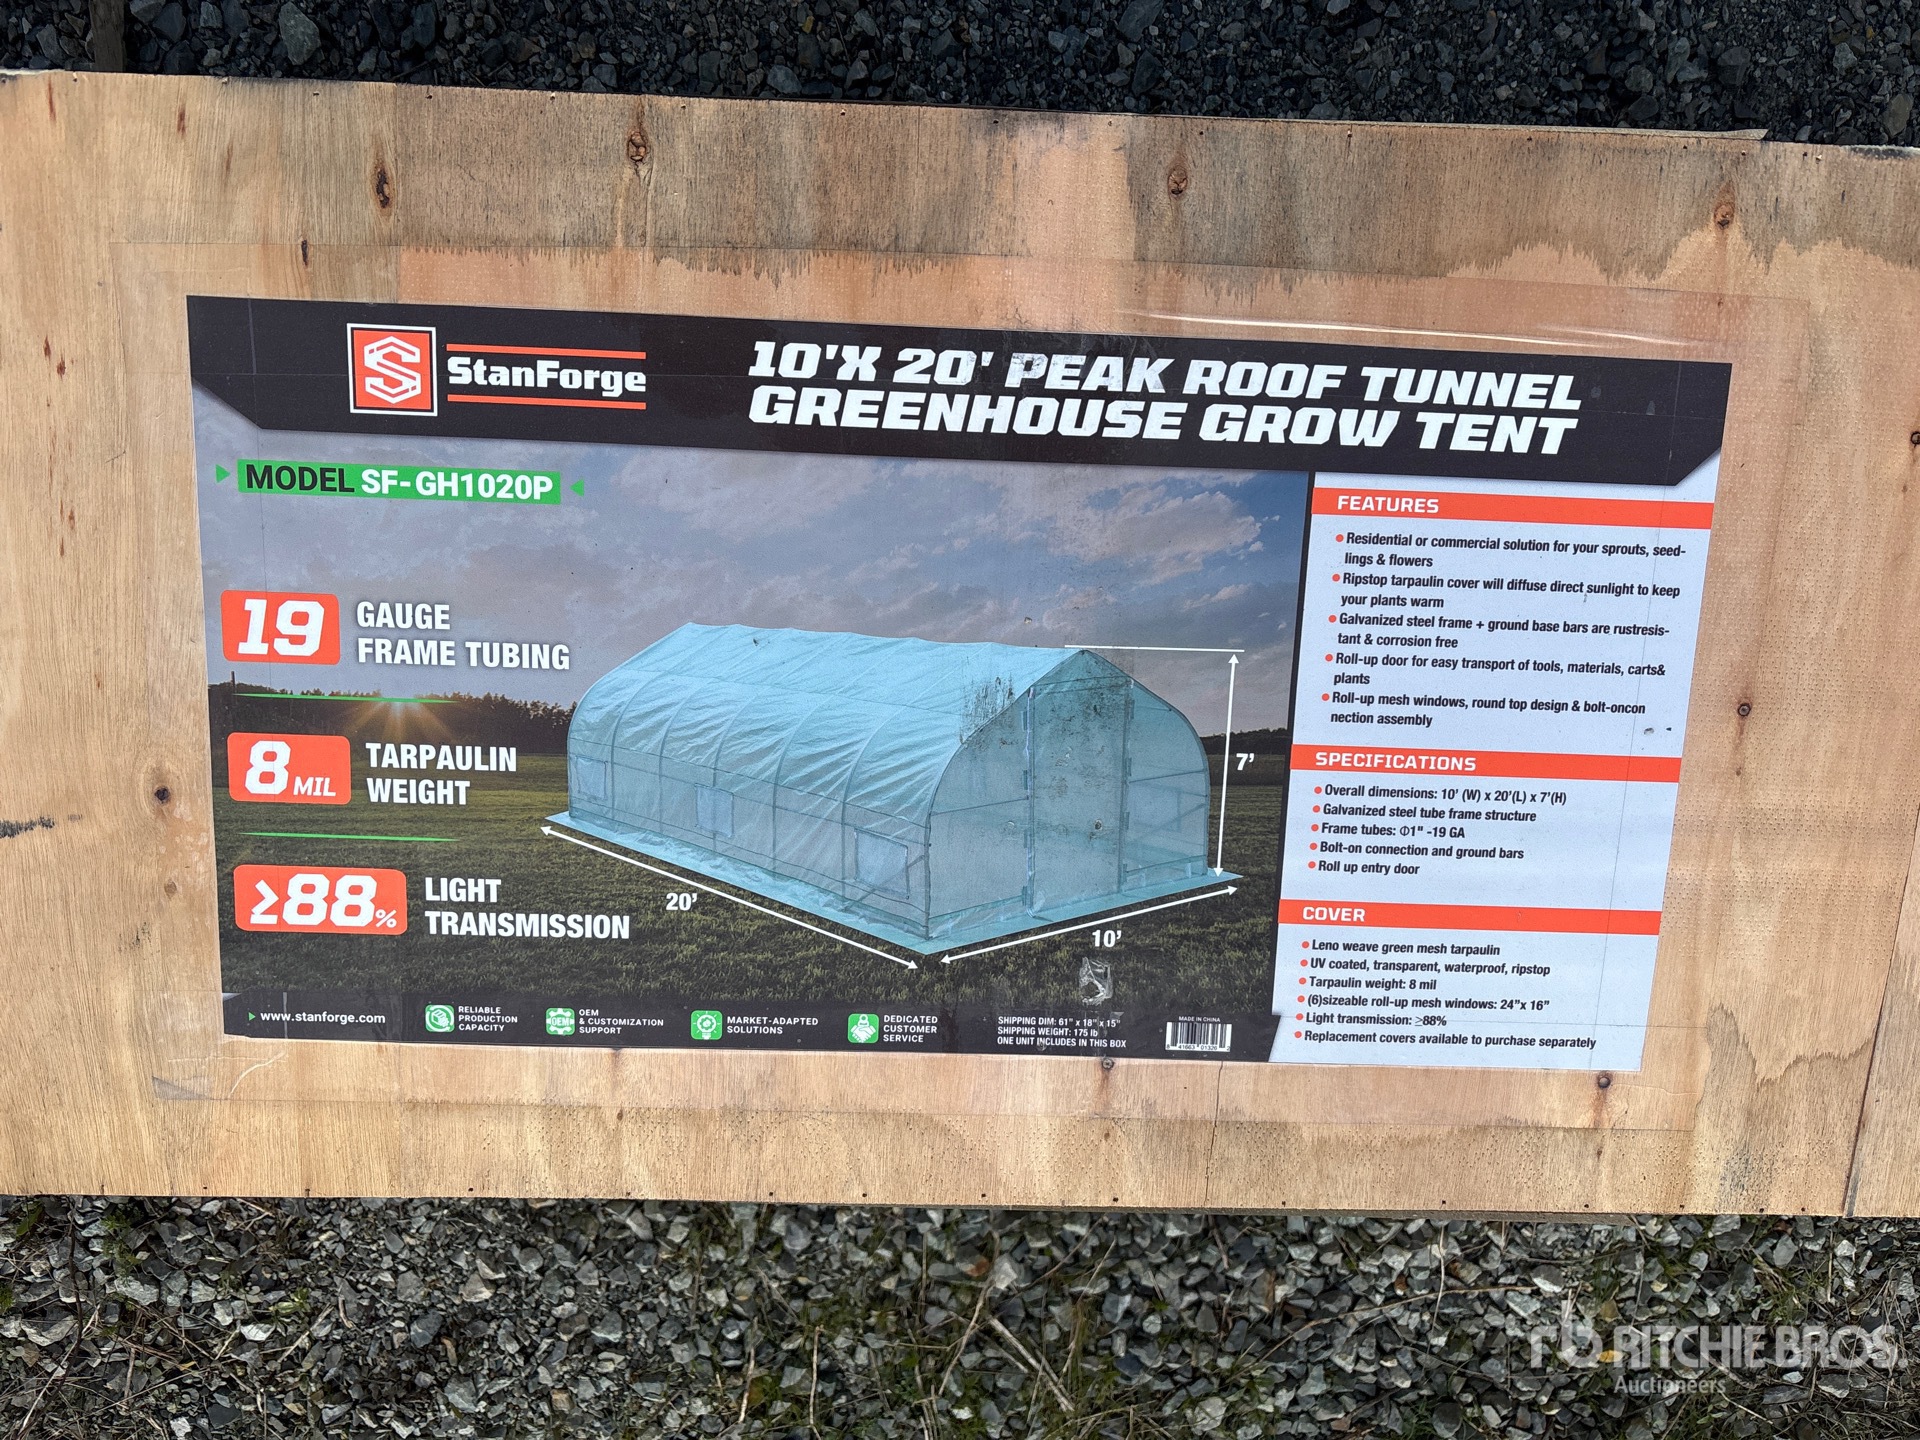 StanForge
10'X 20' PEAK ROOF TUNNEL
GREENHOUSE GROW TENT
MODEL SF-GH1020P
19 GAUGE
FRAME TUBING
8 MIL TARPAULIN
WEIGHT
≥88% LIGHT
TRANSMISSION
7'
20'
10'
FEATURES
Residential or commercial solution for your sprouts, seed-
lings & flowers
Ripstop tarpaulin cover will diffuse direct sunlight to keep
your plants warm
Galvanized steel frame + ground base bars are rustresis-
tant & corrosion free
Roll-up door for easy transport of tools, materials, carts&
plants
Roll-up mesh windows, round top design & bolt-oncon
nection assembly
SPECIFICATIONS
Overall dimensions: 10' (W) x 20'(L) x 7'(H)
Galvanized steel tube frame structure
Frame tubes: Φ1" -19 GA
Bolt-on connection and ground bars
Roll up entry door
COVER
Leno weave green mesh tarpaulin
UV coated, transparent, waterproof, ripstop
Tarpaulin weight: 8 mil
(6)sizeable roll-up mesh windows: 24"x 16"
Light transmission: ≥88%
Replacement covers available to purchase separately
www.stanforge.com
RELIABLE
PRODUCTION
CAPACITY
OEM
OEM
& CUSTOMIZATION
SUPPORT
MARKET-ADAPTED
SOLUTIONS
DEDICATED
CUSTOMER
SERVICE
SHIPPING DIM: 61" x 18" x 15"
SHIPPING WEIGHT: 175 lb
ONE UNIT INCLUDES IN THIS BOX
MADE IN CHINA
8 41663 01326 2
RITCHIE BROS.
Auctioneers